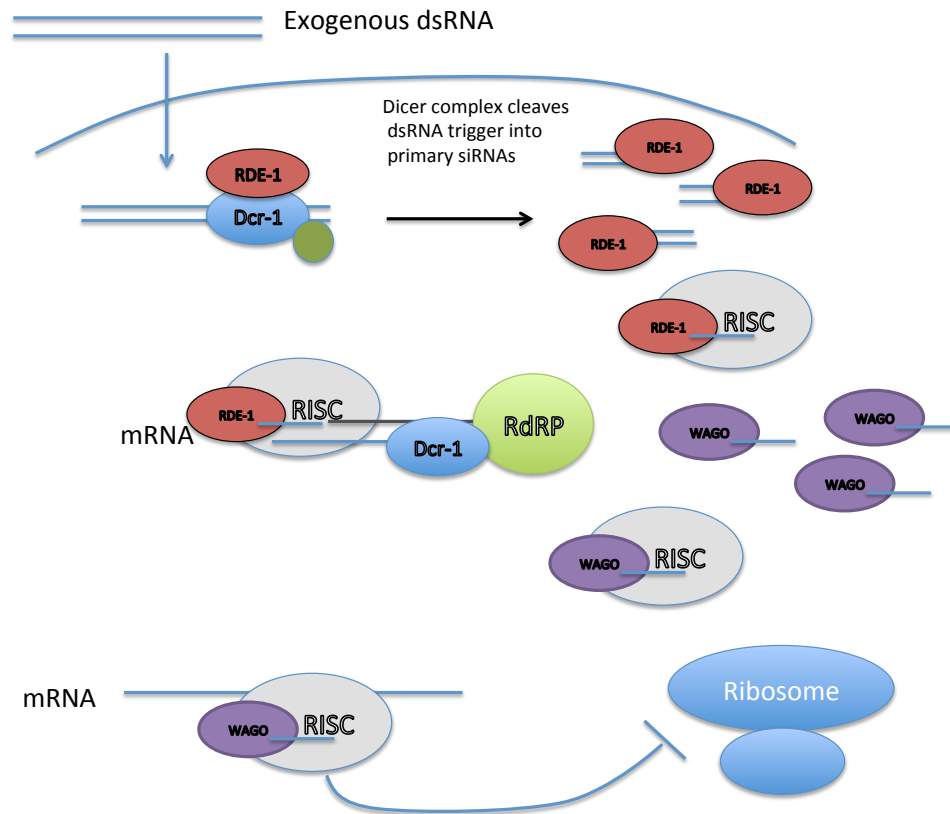 Exogenous dsRNA
Dicer complex cleaves
dsRNA trigger into
primary siRNAs
RDE-1
RDE-1
RDE-1
Dcr-1
RDE-1
RDE-1
RISC
RDE-1
RISC
RdRP
mRNA
Dcr-1
WAGO
WAGO
WAGO
WAGO
RISC
mRNA
Ribosome
WAGO
RISC